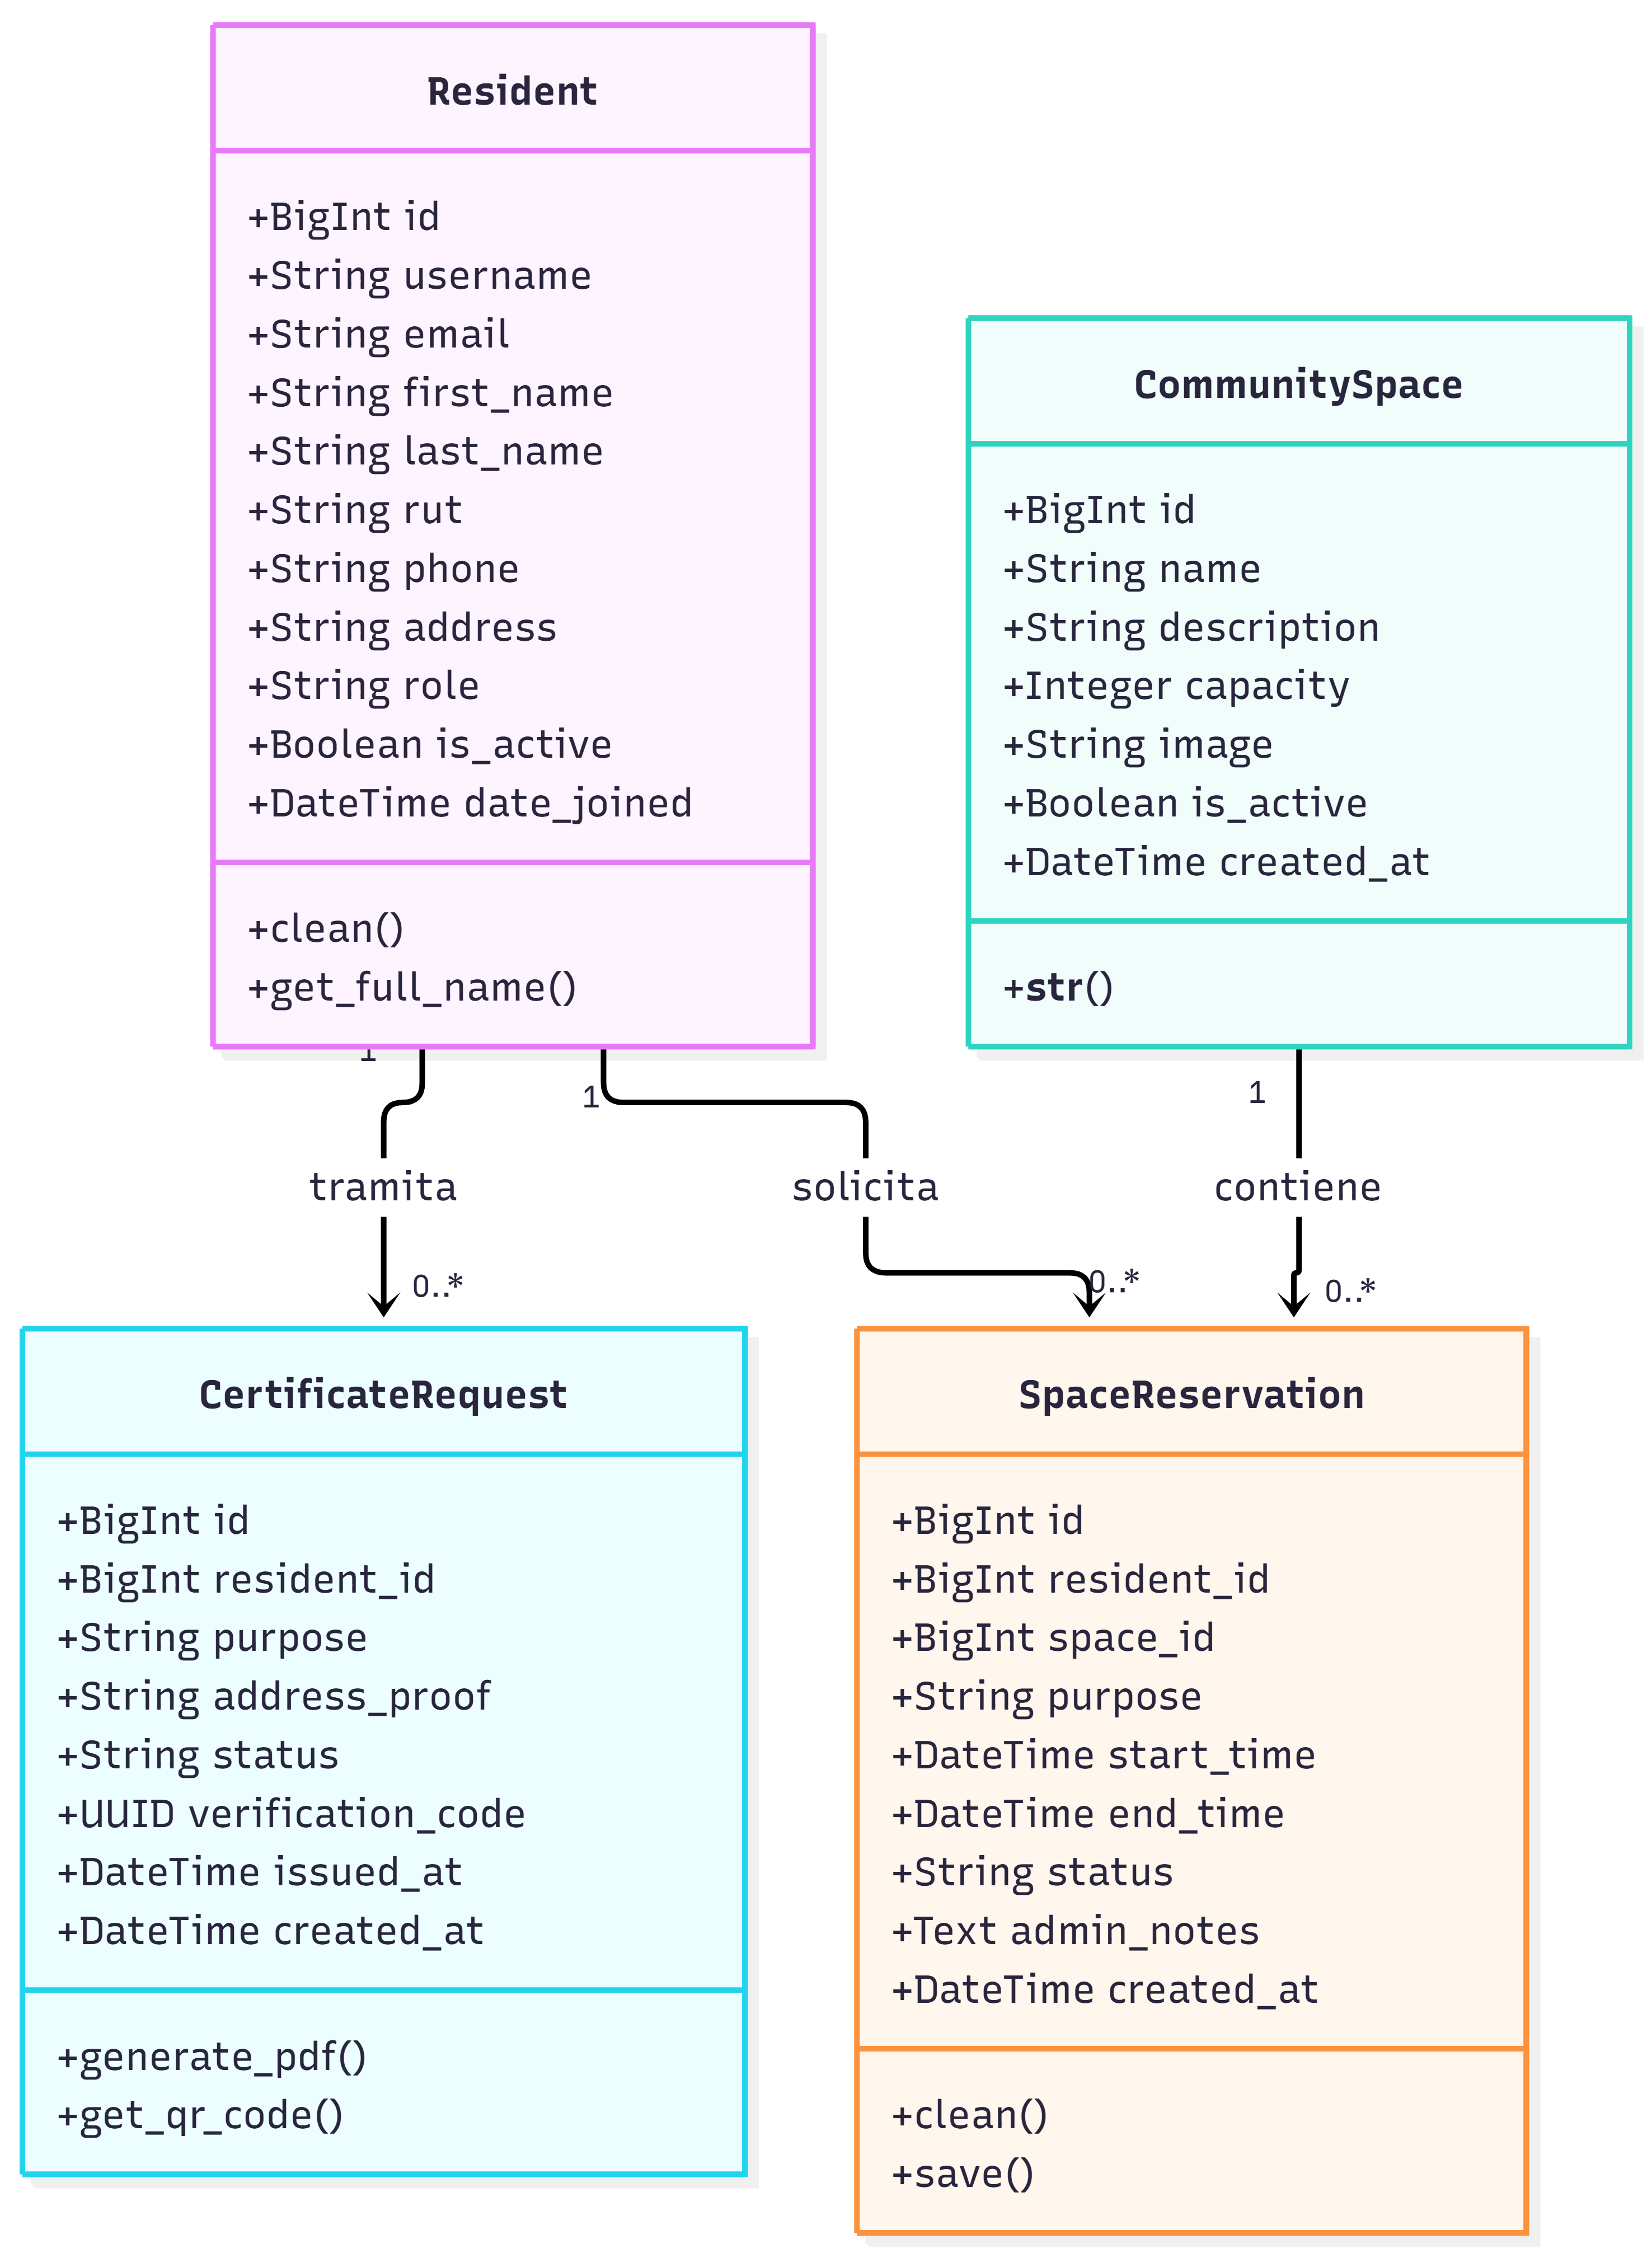 Resident
+BigInt id
+String username
+String email
+String first_name
+String last_name
+String rut
+String phone
+String address
+String role
+Boolean is_active
+DateTime date_joined
+clean()
+get_full_name()
CommunitySpace
+BigInt id
+String name
+String description
+Integer capacity
+String image
+Boolean is_active
+DateTime created_at
+str()
1
1
1
tramita
solicita
contiene
0..*
0..*
0..*
CertificateRequest
+BigInt id
+BigInt resident_id
+String purpose
+String address_proof
+String status
+UUID verification_code
+DateTime issued_at
+DateTime created_at
+generate_pdf()
+get_qr_code()
SpaceReservation
+BigInt id
+BigInt resident_id
+BigInt space_id
+String purpose
+DateTime start_time
+DateTime end_time
+String status
+Text admin_notes
+DateTime created_at
+clean()
+save()